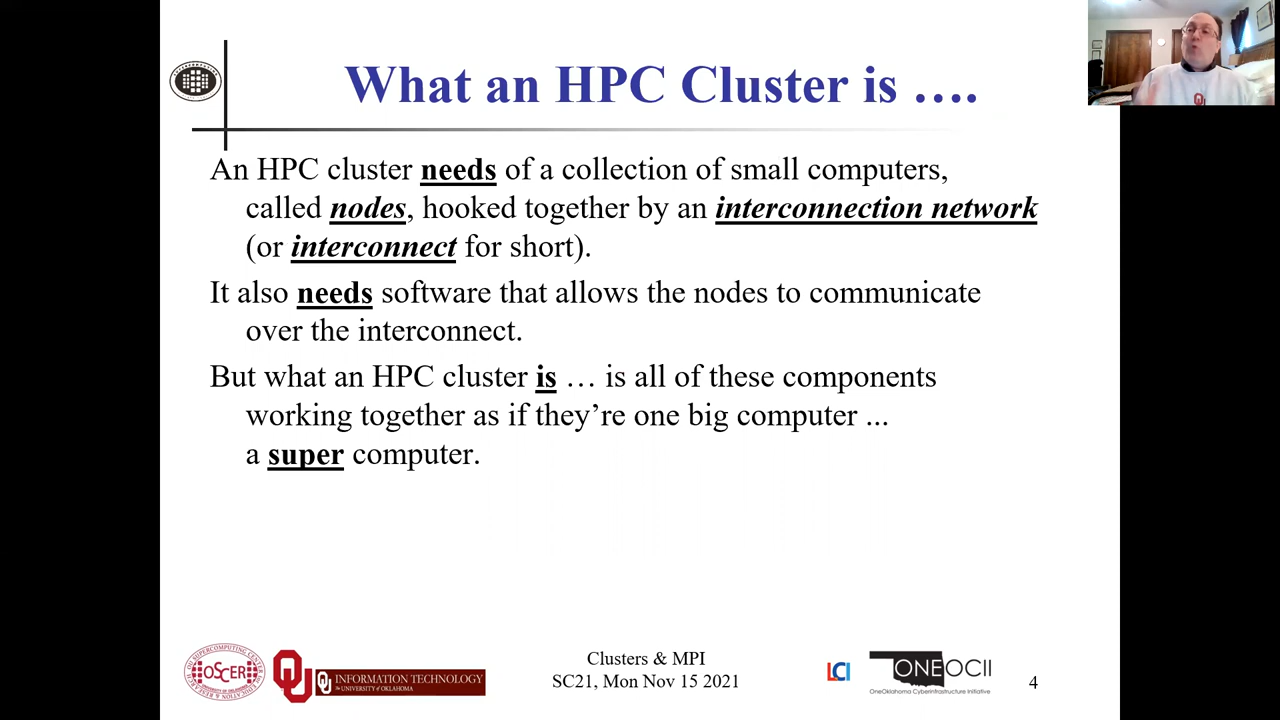 What an HPC Cluster is ….
An HPC cluster needs of a collection of small computers,
called nodes, hooked together by an interconnection network
(or interconnect for short).
It also needs software that allows the nodes to communicate
over the interconnect.
But what an HPC cluster is … is all of these components
working together as if they’re one big computer ...
a super computer.
OSCER
OU INFORMATION TECHNOLOGY
The UNIVERSITY of OKLAHOMA
Clusters & MPI
SC21, Mon Nov 15 2021
LCI
ONEOCII
OneOklahoma Cyberinfrastructure Initiative
4